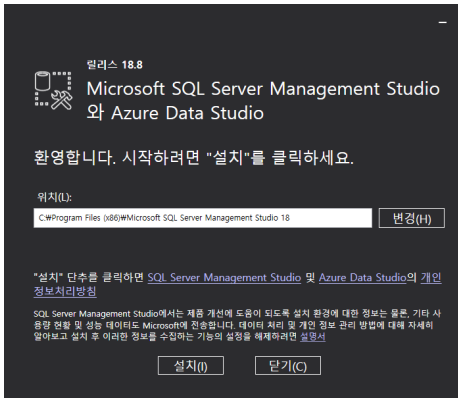 릴리스 18.8
Microsoft SQL Server Management Studio
와 Azure Data Studio
환영합니다. 시작하려면 "설치"를 클릭하세요.
위치(L):
C:₩Program Files (x86)₩Microsoft SQL Server Management Studio 18
변경(H)
"설치" 단추를 클릭하면 SQL Server Management Studio 및 Azure Data Studio의 개인
정보처리방침
SQL Server Management Studio에서는 제품 개선에 도움이 되도록 설치 환경에 대한 정보는 물론, 기타 사
용량 현황 및 성능 데이터도 Microsoft에 전송합니다. 데이터 처리 및 개인 정보 관리 방법에 대해 자세히
알아보고 설치 후 이러한 정보를 수집하는 기능의 설정을 해제하려면 설명서
설치(I)
닫기(C)